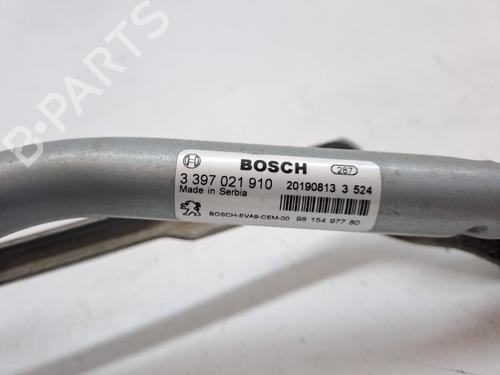 B-PARTS
BOSCH 287
3 397 021 910 20190813 3 524
Made in Serbia
BOSCH-EVA9-CEM-00 98 154 977 80